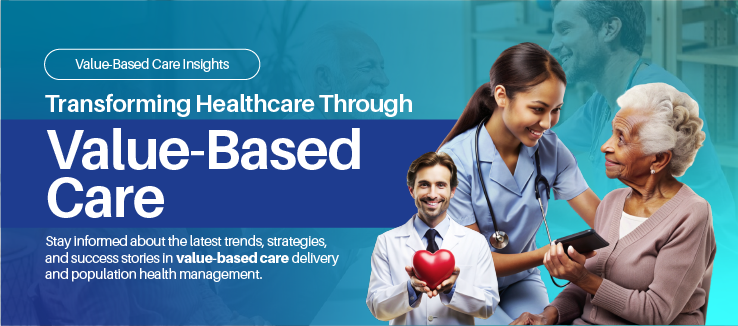 Value-Based Care Insights
Transforming Healthcare Through
Value-Based
Care
Stay informed about the latest trends, strategies,
and success stories in value-based care delivery
and population health management.